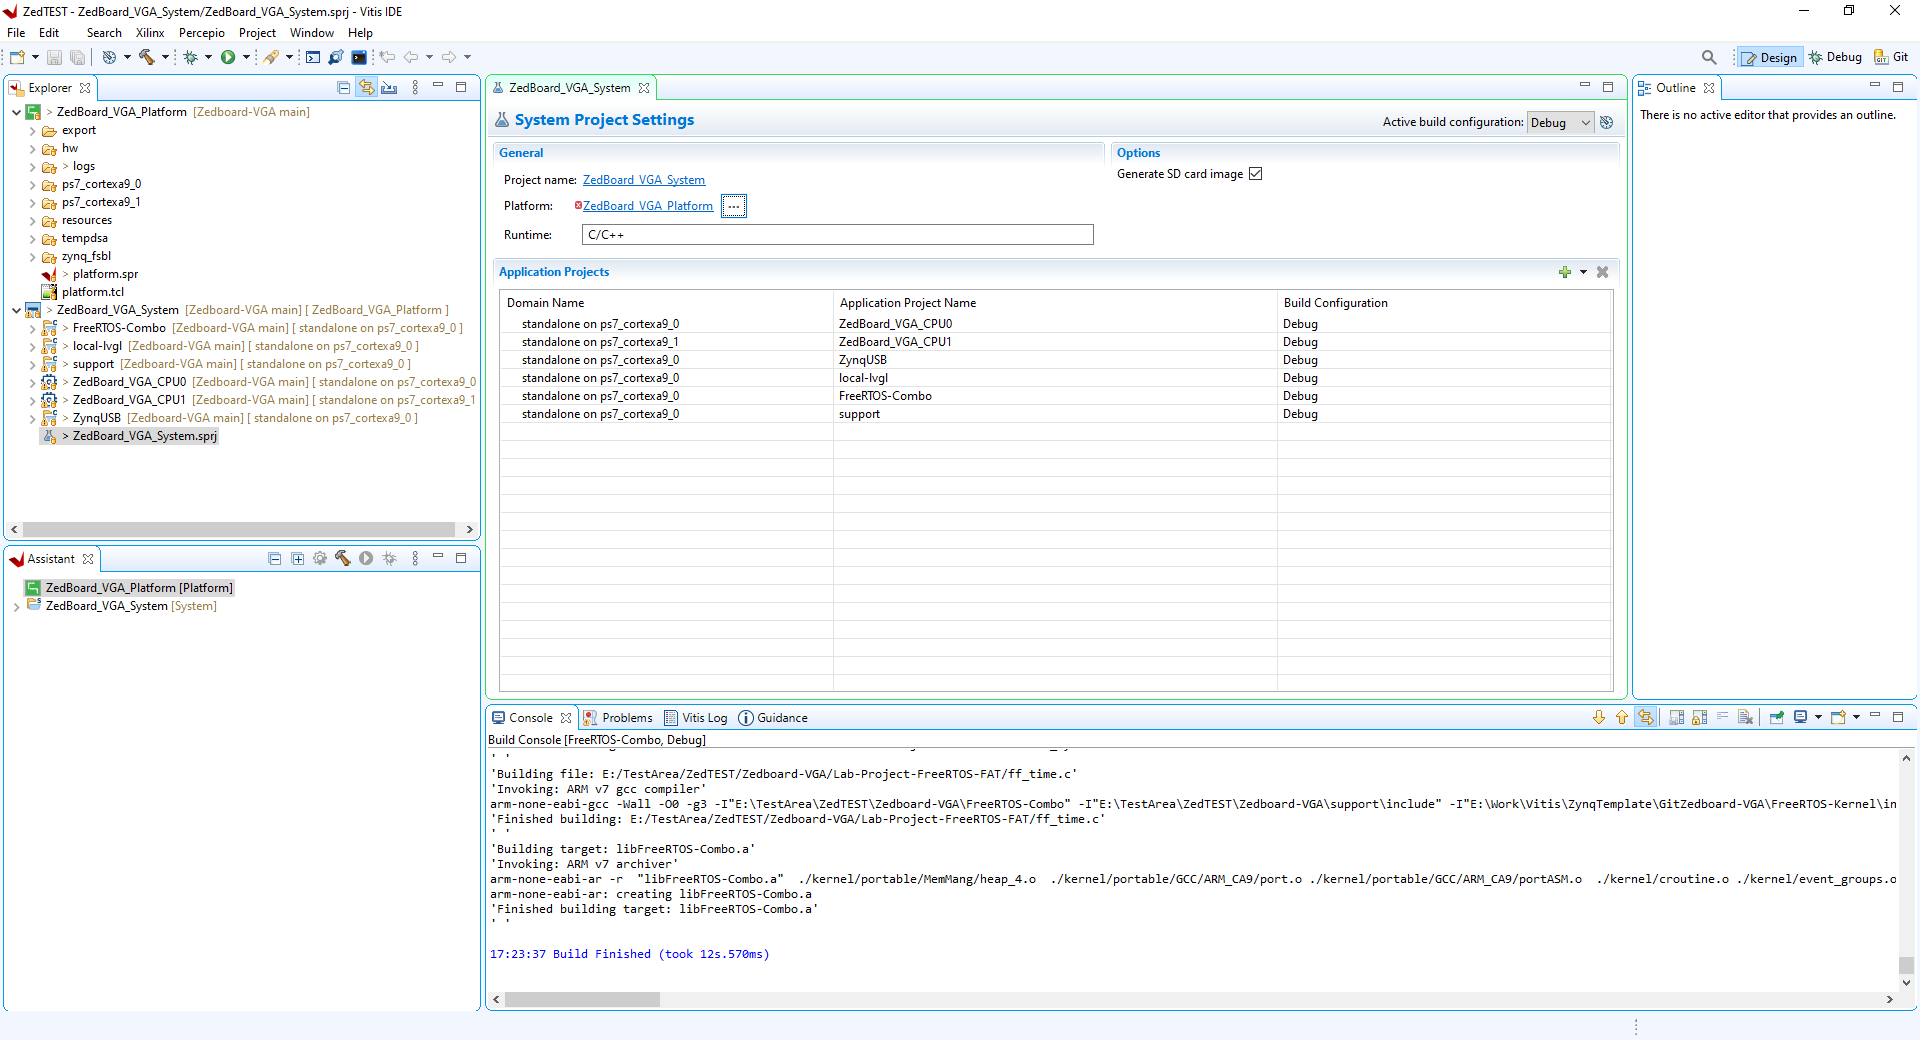 ZedTEST - ZedBoard_VGA_System/ZedBoard_VGA_System.sprj - Vitis IDE
File Edit Search Xilinx Percepio Project Window Help
Design Debug Git
Explorer
> ZedBoard_VGA_Platform [Zedboard-VGA main]
export
hw
> logs
ps7_cortexa9_0
ps7_cortexa9_1
resources
tempdsa
zynq_fsbl
> platform.spr
platform.tcl
> ZedBoard_VGA_System [Zedboard-VGA main] [ ZedBoard_VGA_Platform ]
> FreeRTOS-Combo [Zedboard-VGA main] [ standalone on ps7_cortexa9_0 ]
> local-lvgl [Zedboard-VGA main] [ standalone on ps7_cortexa9_0 ]
> support [Zedboard-VGA main] [ standalone on ps7_cortexa9_0 ]
> ZedBoard_VGA_CPU0 [Zedboard-VGA main] [ standalone on ps7_cortexa9_0
> ZedBoard_VGA_CPU1 [Zedboard-VGA main] [ standalone on ps7_cortexa9_1
> ZynqUSB [Zedboard-VGA main] [ standalone on ps7_cortexa9_0 ]
> ZedBoard_VGA_System.sprj
Assistant
ZedBoard_VGA_Platform [Platform]
ZedBoard_VGA_System [System]
ZedBoard_VGA_System
System Project Settings
Active build configuration: Debug
General
Project name: ZedBoard_VGA_System
Platform: ZedBoard_VGA_Platform ...
Runtime: C/C++
Options
Generate SD card image
Application Projects
Domain Name Application Project Name Build Configuration
standalone on ps7_cortexa9_0 ZedBoard_VGA_CPU0 Debug
standalone on ps7_cortexa9_1 ZedBoard_VGA_CPU1 Debug
standalone on ps7_cortexa9_0 ZynqUSB Debug
standalone on ps7_cortexa9_0 local-lvgl Debug
standalone on ps7_cortexa9_0 FreeRTOS-Combo Debug
standalone on ps7_cortexa9_0 support Debug
Outline
There is no active editor that provides an outline.
Console Problems Vitis Log Guidance
Build Console [FreeRTOS-Combo, Debug]
' '
'Building file: E:/TestArea/ZedTEST/Zedboard-VGA/Lab-Project-FreeRTOS-FAT/ff_time.c'
'Invoking: ARM v7 gcc compiler'
arm-none-eabi-gcc -Wall -O0 -g3 -I"E:\TestArea\ZedTEST\Zedboard-VGA\FreeRTOS-Combo" -I"E:\TestArea\ZedTEST\Zedboard-VGA\support\include" -I"E:\Work\Vitis\ZynqTemplate\GitZedboard-VGA\FreeRTOS-Kernel\in
'Finished building: E:/TestArea/ZedTEST/Zedboard-VGA/Lab-Project-FreeRTOS-FAT/ff_time.c'
' '
'Building target: libFreeRTOS-Combo.a'
'Invoking: ARM v7 archiver'
arm-none-eabi-ar -r "libFreeRTOS-Combo.a" ./kernel/portable/MemMang/heap_4.o ./kernel/portable/GCC/ARM_CA9/port.o ./kernel/portable/GCC/ARM_CA9/portASM.o ./kernel/croutine.o ./kernel/event_groups.o
arm-none-eabi-ar: creating libFreeRTOS-Combo.a
'Finished building target: libFreeRTOS-Combo.a'
' '
17:23:37 Build Finished (took 12s.570ms)